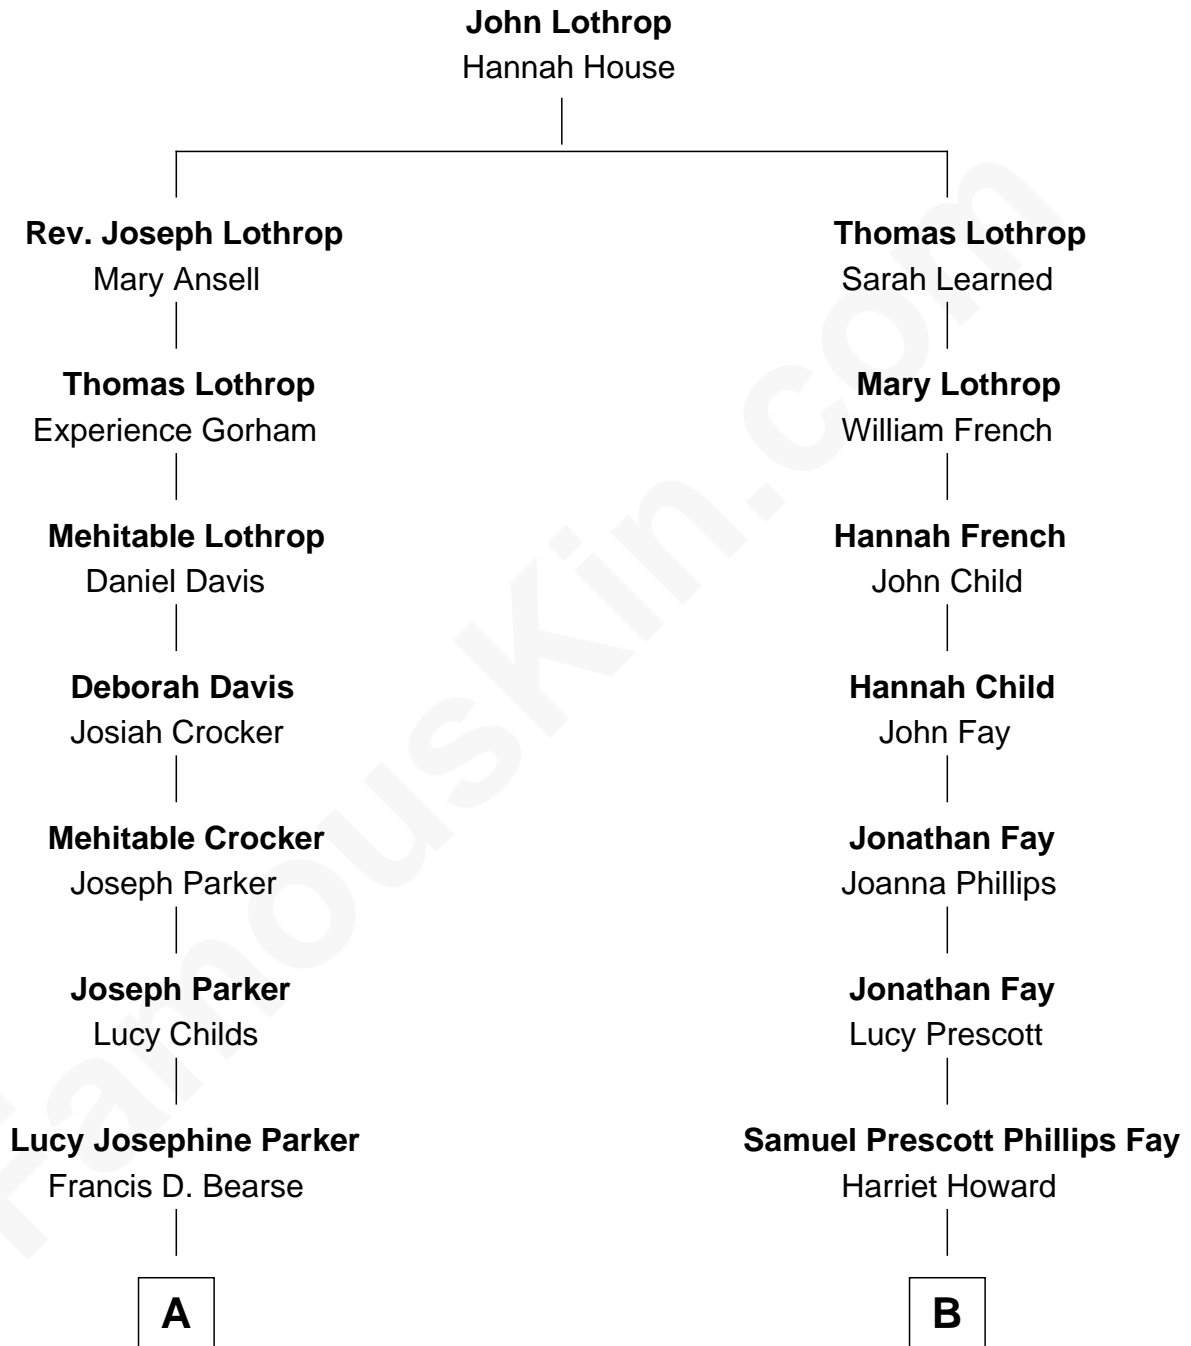 John Lothrop
Hannah House
Rev. Joseph Lothrop
Mary Ansell
Thomas Lothrop
Experience Gorham
Mehitable Lothrop
Daniel Davis
Deborah Davis
Josiah Crocker
Mehitable Crocker
Joseph Parker
Joseph Parker
Lucy Childs
Lucy Josephine Parker
Francis D. Bearse
A
Thomas Lothrop
Sarah Learned
Mary Lothrop
William French
Hannah French
John Child
Hannah Child
John Fay
Jonathan Fay
Joanna Phillips
Jonathan Fay
Lucy Prescott
Samuel Prescott Phillips Fay
Harriet Howard
B
FamousKin.com